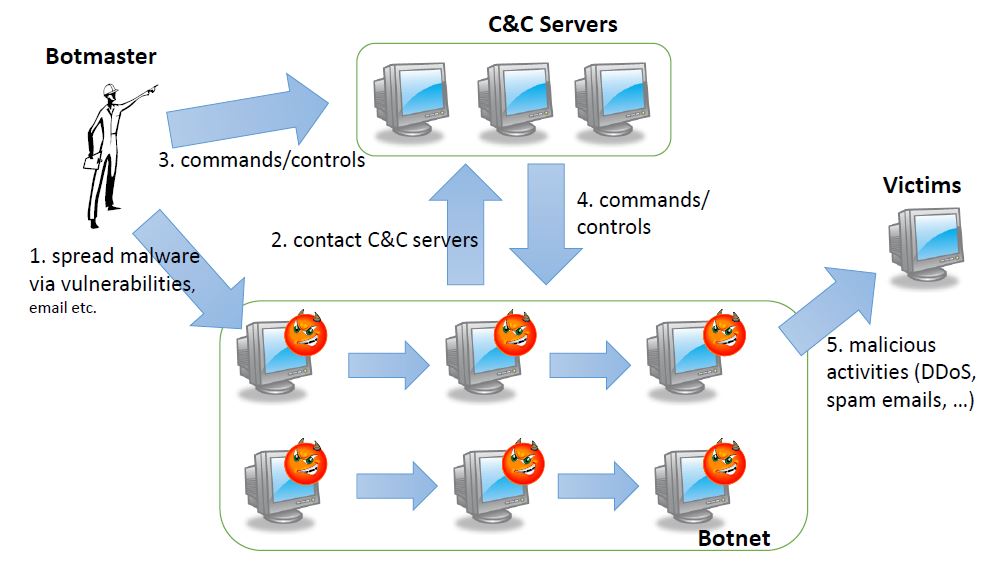 C&C Servers
Botmaster
3. commands/controls
Victims
4. commands/
controls
2. contact C&C servers
1. spread malware
via vulnerabilities,
email etc.
5. malicious
activities (DDoS,
spam emails, ...)
Botnet